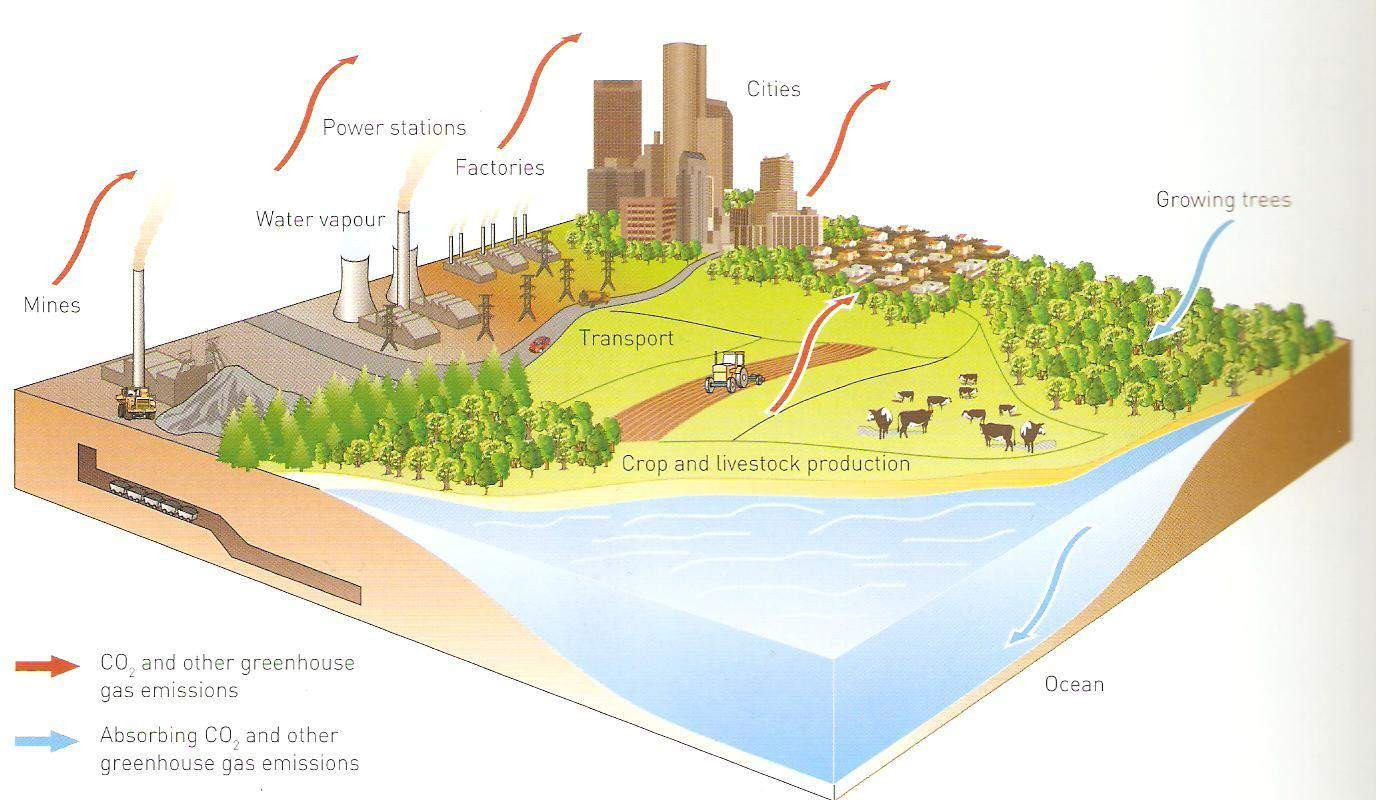 Cities
Power stations
Factories
Growing trees
Water vapour
Mines
Transport
Crop and livestock production
CO₂ and other greenhouse
gas emissions
Ocean
Absorbing CO₂ and other
greenhouse gas emissions